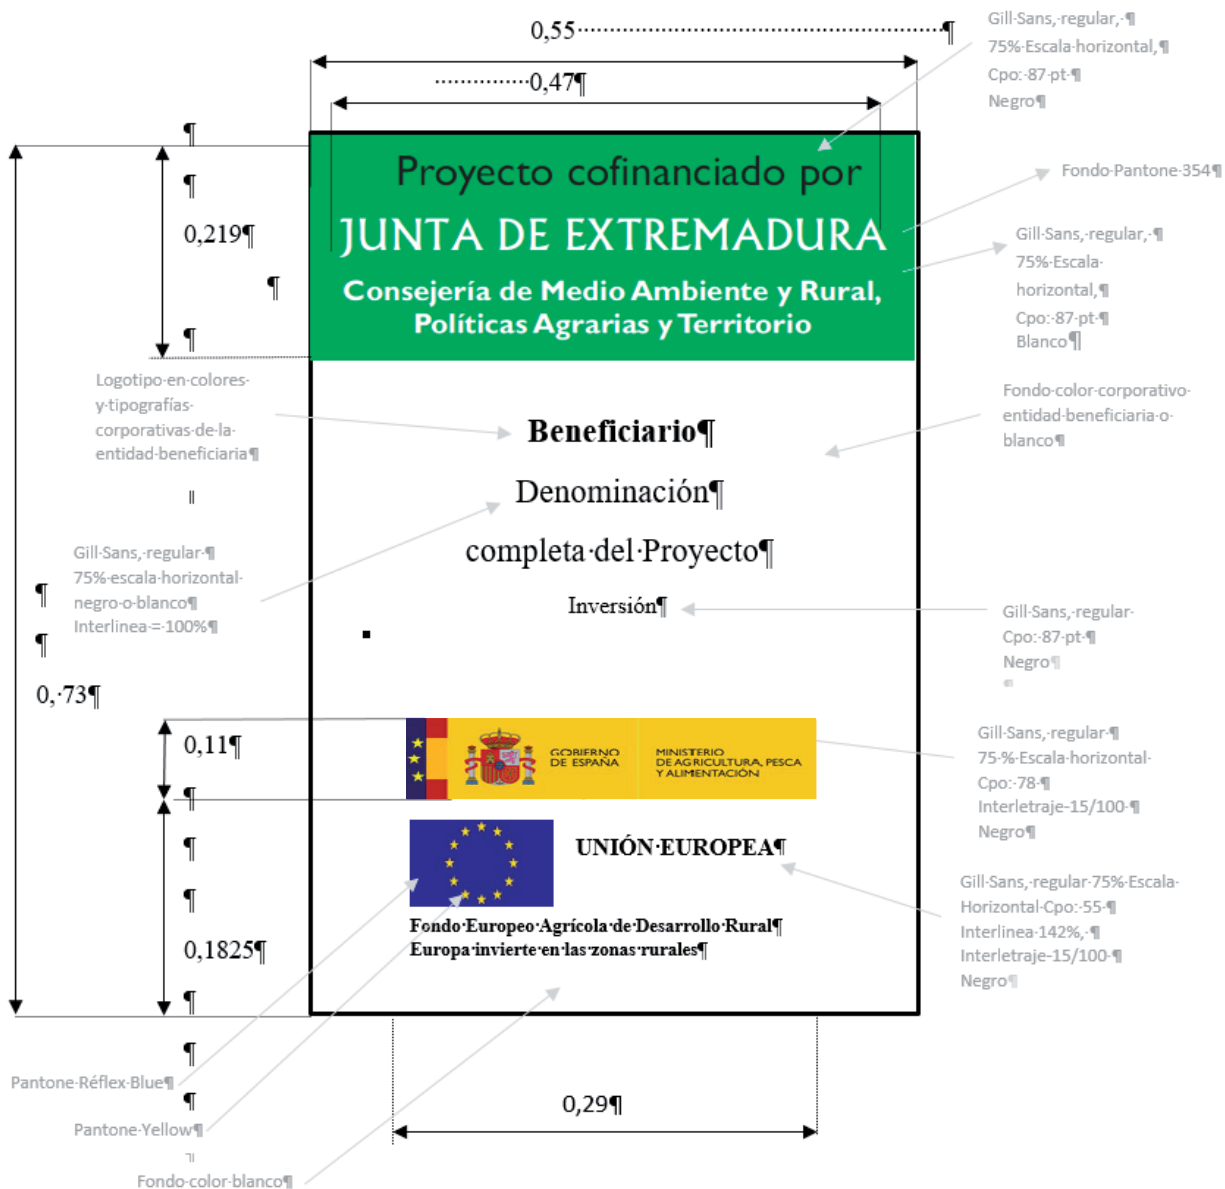 0,55
Gill Sans, regular,
75% Escala horizontal,
Cpo: 87 pt
Negro
0,47
Proyecto cofinanciado por
Fondo Pantone 354
JUNTA DE EXTREMADURA
0,219
Gill Sans, regular,
75% Escala
horizontal,
Cpo: 87 pt
Blanco
Consejería de Medio Ambiente y Rural,
Políticas Agrarias y Territorio
Logotipo en colores
y tipografías
corporativas de la
entidad beneficiaria
Fondo color corporativo
entidad beneficiaria o
blanco
Beneficiario
Denominación
completa del Proyecto
Gill Sans, regular
75% escala horizontal
negro o blanco
Interlinea = 100%
Inversión
Gill Sans, regular
Cpo: 87 pt
Negro
0, 73
0,11
GOBIERNO
DE ESPAÑA
MINISTERIO
DE AGRICULTURA, PESCA
Y ALIMENTACIÓN
Gill Sans, regular
75 % Escala horizontal
Cpo: 78
Interletraje-15/100
Negro
UNIÓN EUROPEA
Gill Sans, regular 75% Escala
Horizontal Cpo: 55
Interlinea 142%,
Interletraje-15/100
Negro
Fondo Europeo Agrícola de Desarrollo Rural
Europa invierte en las zonas rurales
0,1825
Pantone Réflex Blue
Pantone Yellow
Fondo color blanco
0,29